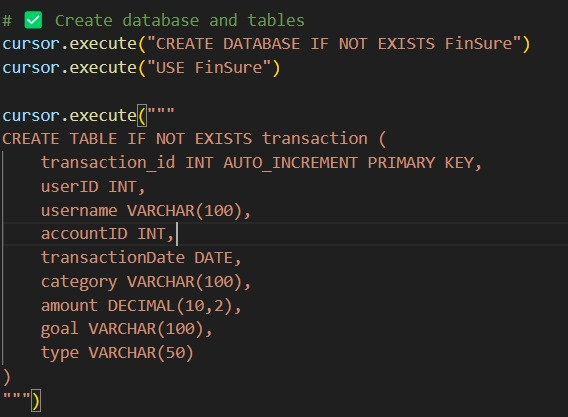 # ✅ Create database and tables
cursor.execute("CREATE DATABASE IF NOT EXISTS FinSure")
cursor.execute("USE FinSure")
cursor.execute("""
CREATE TABLE IF NOT EXISTS transaction (
    transaction_id INT AUTO_INCREMENT PRIMARY KEY,
    userID INT,
    username VARCHAR(100),
    accountID INT,
    transactionDate DATE,
    category VARCHAR(100),
    amount DECIMAL(10,2),
    goal VARCHAR(100),
    type VARCHAR(50)
)
""")